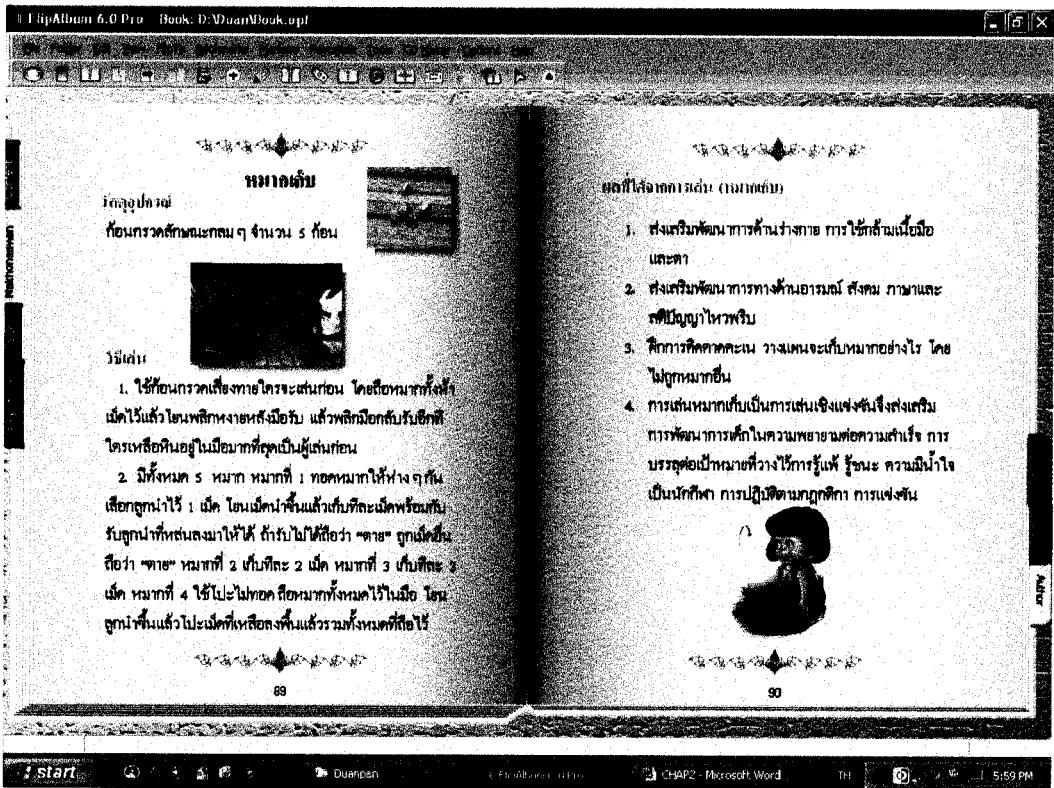 FlipAlbum 6.0 Pro Book: D:\Duan\Book.opf
หมากเก็บ
วัสดุอุปกรณ์
ก้อนกรวดลักษณะกลม ๆ จำนวน 5 ก้อน
วิธีเล่น
1. ใช้ก้อนกรวดเสี่ยงทายใครจะเล่นก่อน โดยถือหมากทั้งห้า
เม็ดไว้แล้วโยนพลิกหงายหลังมือรับ แล้วพลิกมือกลับรับอีกที
ใครเหลือหินอยู่ในมือมากที่สุดเป็นผู้เล่นก่อน
2. มีทั้งหมด 5 หมาก หมากที่ 1 ทอดหมากให้ห่าง ๆ กัน
เลือกลูกนำไว้ 1 เม็ด โยนเม็ดนำขึ้นแล้วเก็บทีละเม็ดพร้อมกับ
รับลูกนำที่หล่นลงมาให้ได้ ถ้ารับไม่ได้ถือว่า "ตาย" ถูกเม็ดอื่น
ถือว่า "ตาย" หมากที่ 2 เก็บทีละ 2 เม็ด หมากที่ 3 เก็บทีละ 3
เม็ด หมากที่ 4 ใช้โปะไม่ทอด ถือหมากทั้งหมดไว้ในมือ โยน
ลูกนำขึ้นแล้วโปะเม็ดที่เหลือลงพื้นแล้วรวบทั้งหมดที่ถือไว้
89
ผลที่ได้จากการเล่น (หมากเก็บ)
1. ส่งเสริมพัฒนาการด้านร่างกาย การใช้กล้ามเนื้อมือ
และตา
2. ส่งเสริมพัฒนาการทางด้านอารมณ์ สังคม ภาษาและ
สติปัญญาไหวพริบ
3. ฝึกการคิดคาดคะเน วางแผนจะเก็บหมากอย่างไร โดย
ไม่ถูกหมากอื่น
4. การเล่นหมากเก็บเป็นการเล่นเชิงแข่งขันจึงส่งเสริม
การพัฒนาการเด็กในความพยายามต่อความสำเร็จ การ
บรรลุต่อเป้าหมายที่วางไว้การรู้แพ้ รู้ชนะ ความมีน้ำใจ
เป็นนักกีฬา การปฏิบัติตามกฎกติกา การแข่งขัน
90
Author
start
Duanpen
CHAP2 - Microsoft Word
TH
5:59 PM